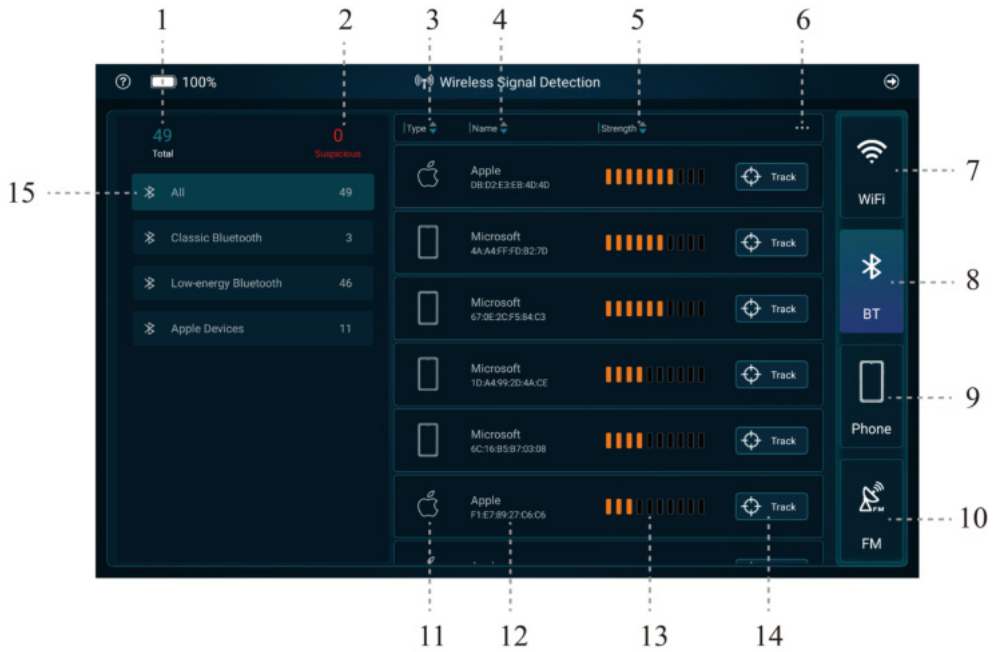 1 2 3 4 5 6
100% Wireless Signal Detection
49 0 Type Name Strength ...
Total Suspicious
Apple Track
DB:D2:E3:EB:4D:4D
WiFi 7
15 All 49
Classic Bluetooth 3 Microsoft Track
4A:A4:FF:FD:B2:7D
Low-energy Bluetooth 46 Microsoft Track
67:0E:2C:F5:84:C3
BT 8
Apple Devices 11
Microsoft Track
1D:A4:99:2D:4A:CE
Phone 9
Microsoft Track
6C:16:B5:B7:03:08
Apple Track
F1:E7:89:27:C6:C6
FM 10
FM
11 12 13 14